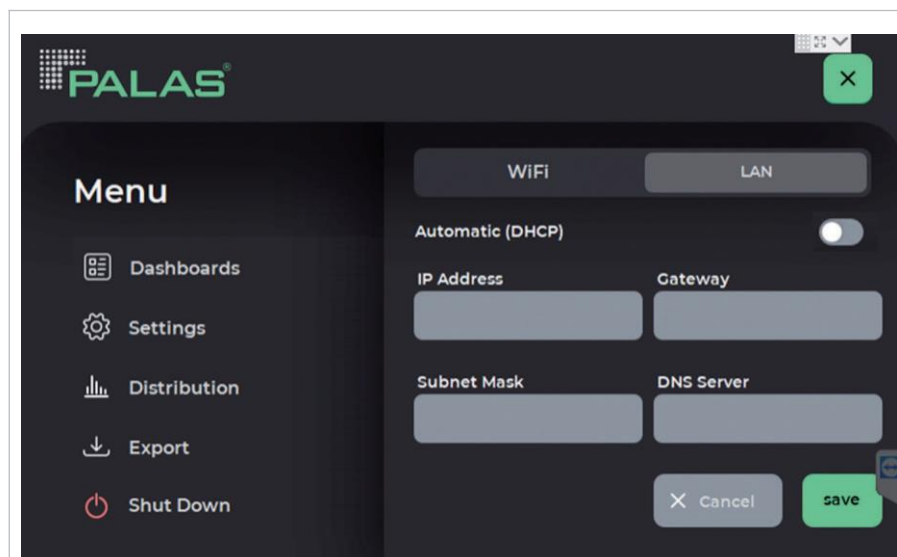 PALAS®
Menu
Dashboards
Settings
Distribution
Export
Shut Down
WiFi LAN
Automatic (DHCP)
IP Address Gateway
Subnet Mask DNS Server
Cancel save